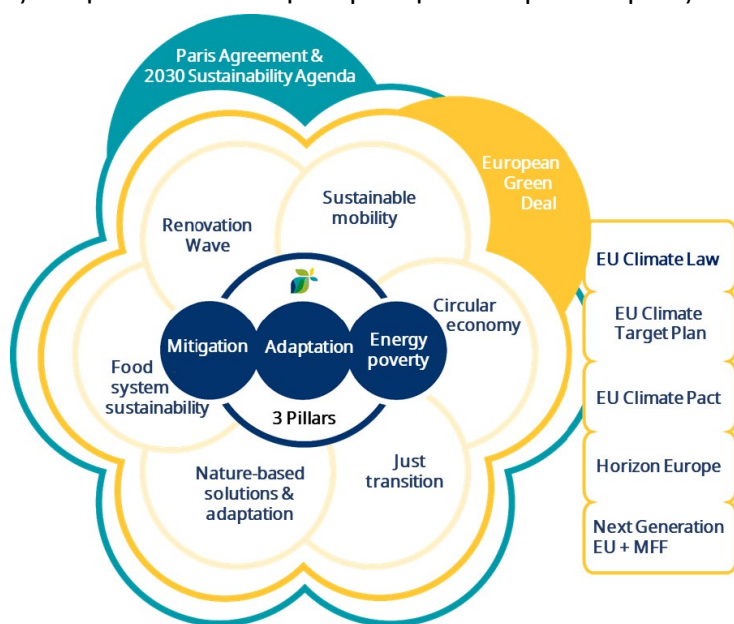 Paris Agreement &
2030 Sustainability Agenda
European
Green
Deal
Sustainable
mobility
Renovation
Wave
EU Climate Law
Circular
economy
EU Climate
Target Plan
Mitigation
Adaptation
Energy
poverty
Food
system
sustainability
3 Pillars
EU Climate Pact
Nature-based
solutions &
adaptation
Just
transition
Horizon Europe
Next Generation
EU + MFF